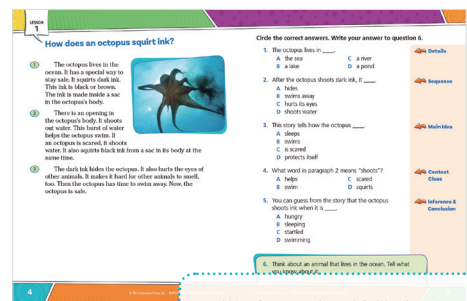 LESSON
1
How does an octopus squirt ink?
1
The octopus lives in the
ocean. It has a special way to
stay safe. It squirts dark ink.
This ink is black or brown.
The ink is made inside a sac
in the octopus's body.
2
There is an opening in
the octopus's body. It shoots
out water. This burst of water
helps the octopus swim. If
an octopus is scared, it shoots
water. It also squirts black ink from a sac in its body at the
same time.
3
The dark ink hides the octopus. It also hurts the eyes of
other animals. It makes it hard for other animals to smell,
too. Then the octopus has time to swim away. Now, the
octopus is safe.
4
Circle the correct answers. Write your answer to question 6.
1. The octopus lives in ____.
A the sea C a river
B a lake D a pond
Details
2. After the octopus shoots dark ink, it ____.
A hides
B swims away
C hurts its eyes
D shoots water
Sequence
3. This story tells how the octopus ____.
A sleeps
B swims
C is scared
D protects itself
Main Idea
4. What word in paragraph 2 means "shoots"?
A helps C scared
B swim D squirts
Context
Clues
5. You can guess from the story that the octopus
shoots ink when it is ____.
A hungry
B sleeping
C startled
D swimming
Inference &
Conclusion
6. Think about an animal that lives in the ocean. Tell what
you know about it.